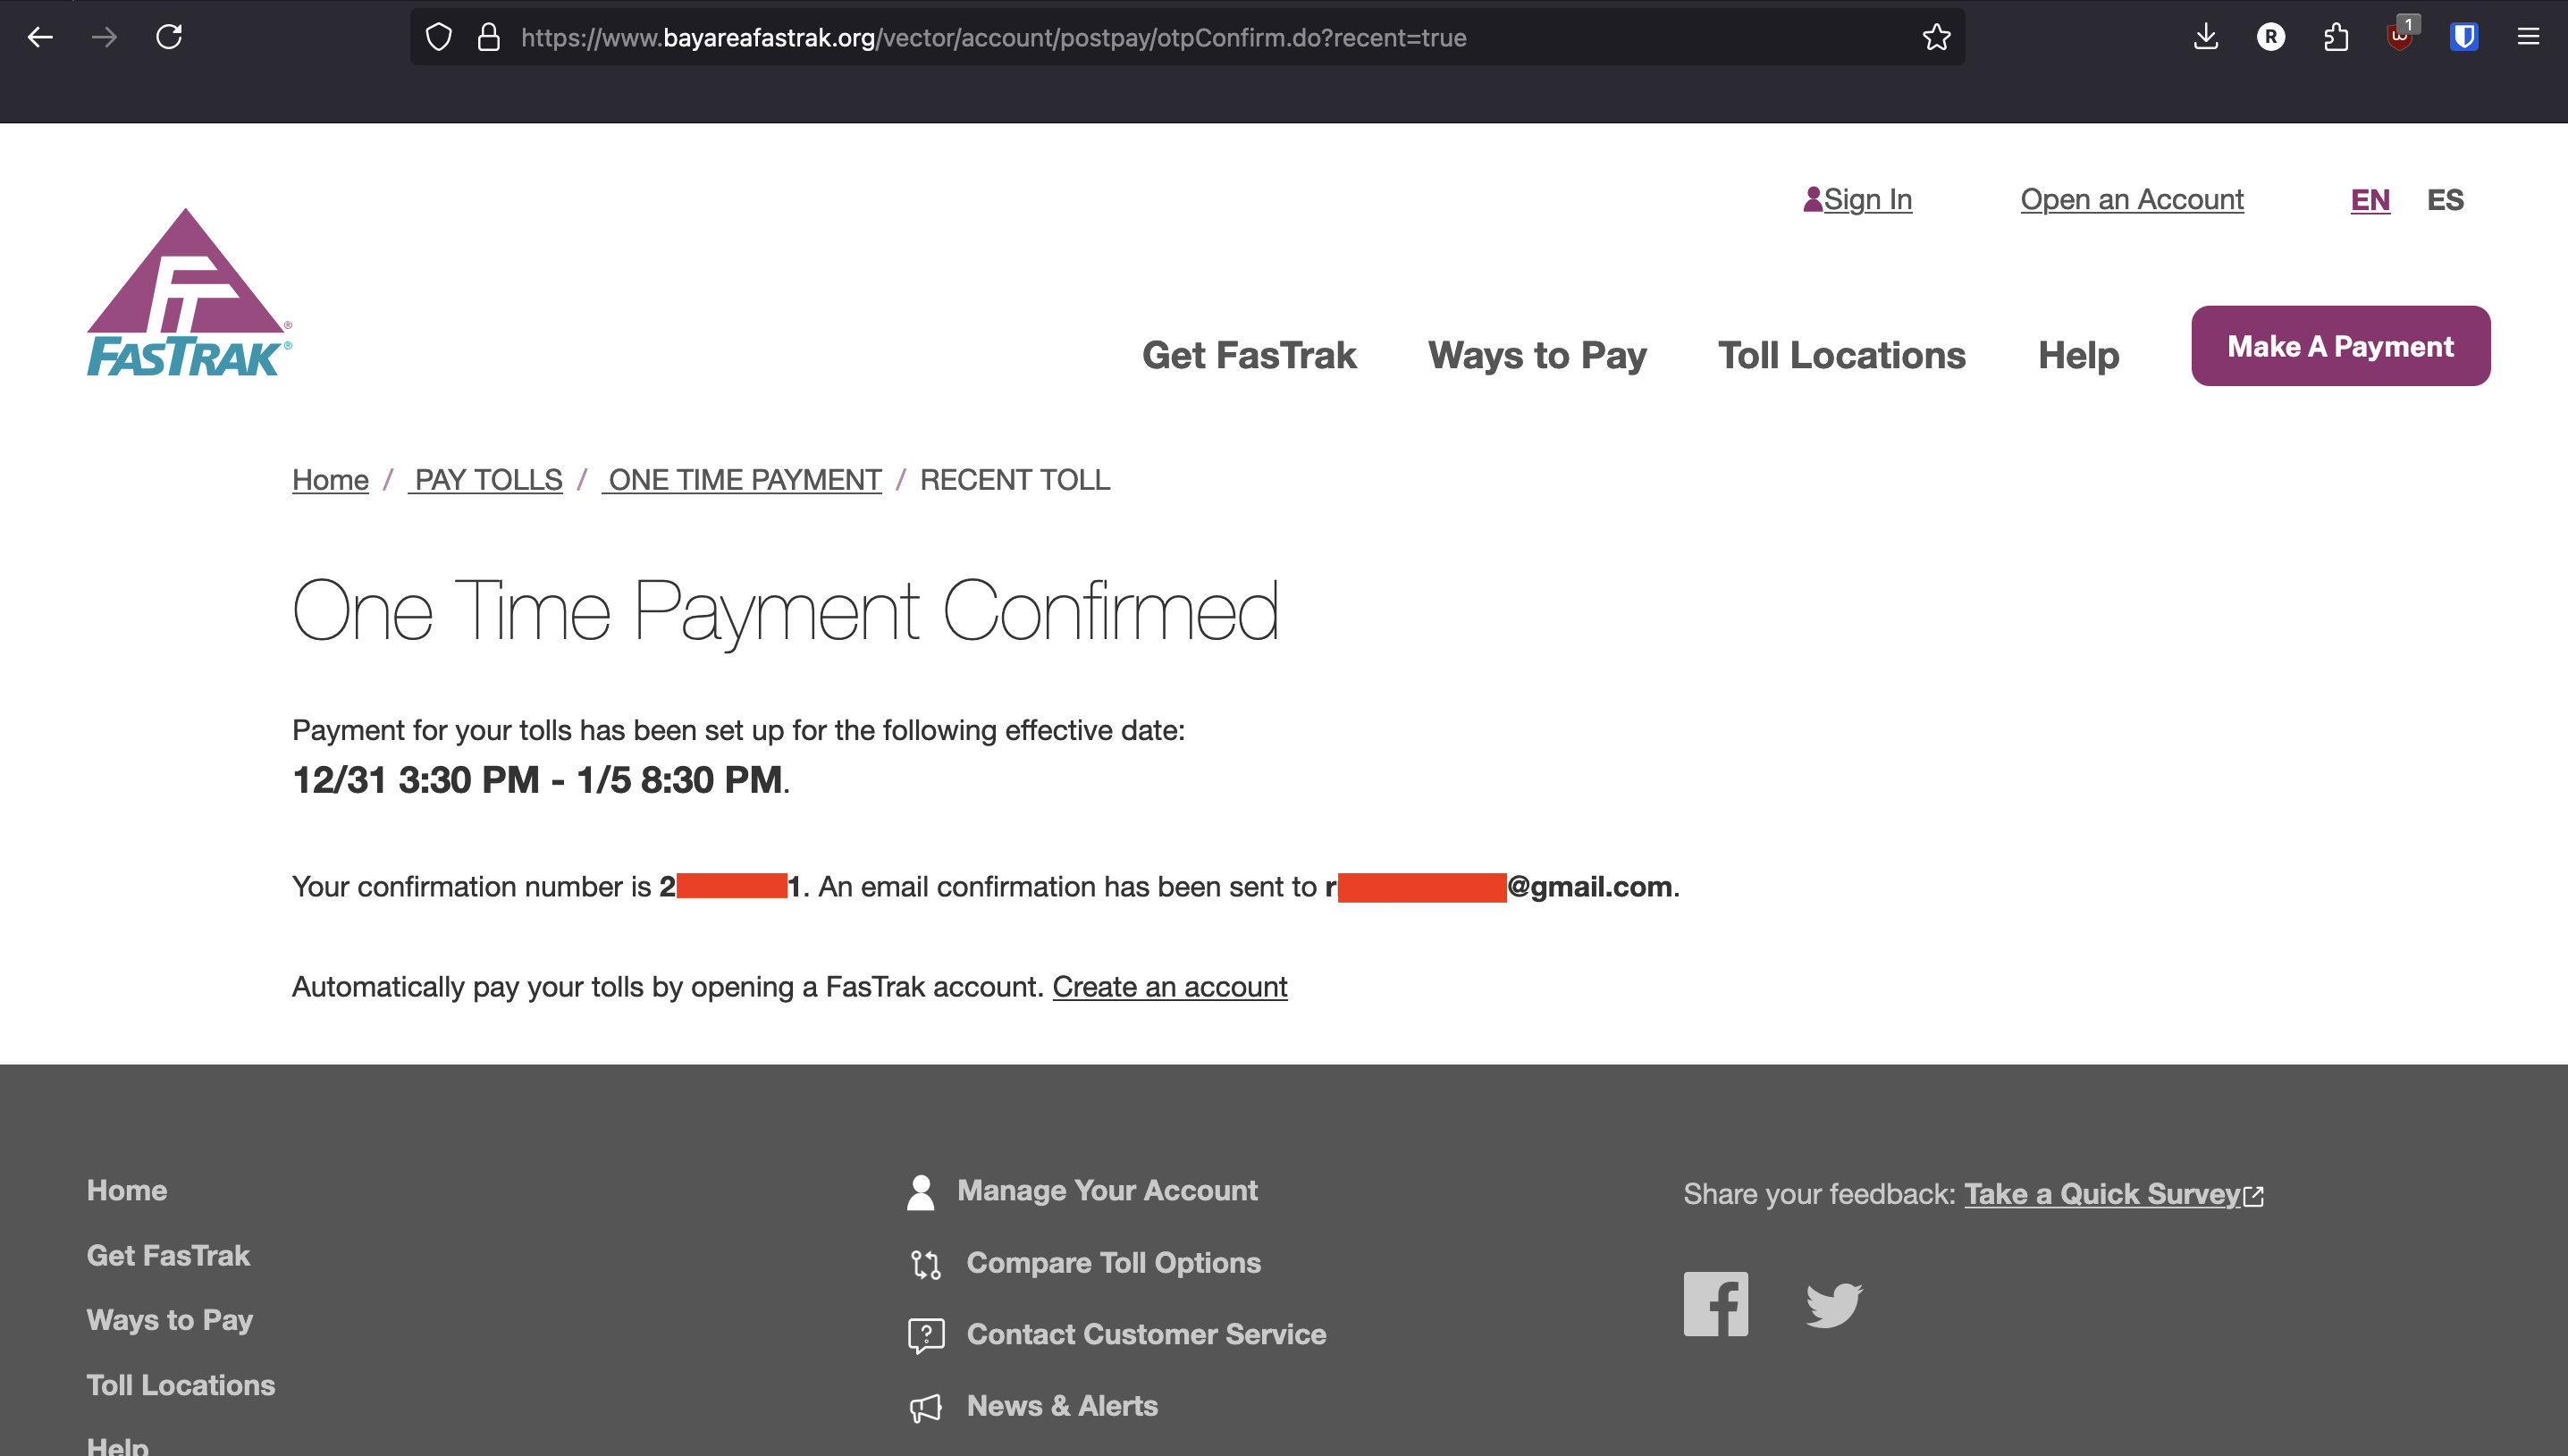 https://www.bayareafastrak.org/vector/account/postpay/otpConfirm.do?recent=true
R
1
Sign In
Open an Account
EN
ES
FT
®
FASTRAK®
Get FasTrak
Ways to Pay
Toll Locations
Help
Make A Payment
Home / PAY TOLLS / ONE TIME PAYMENT / RECENT TOLL
One Time Payment Confirmed
Payment for your tolls has been set up for the following effective date:
12/31 3:30 PM - 1/5 8:30 PM.
Your confirmation number is 2 1. An email confirmation has been sent to r @gmail.com.
Automatically pay your tolls by opening a FasTrak account. Create an account
Home
Get FasTrak
Ways to Pay
Toll Locations
Help
Manage Your Account
Compare Toll Options
Contact Customer Service
News & Alerts
Share your feedback: Take a Quick Survey